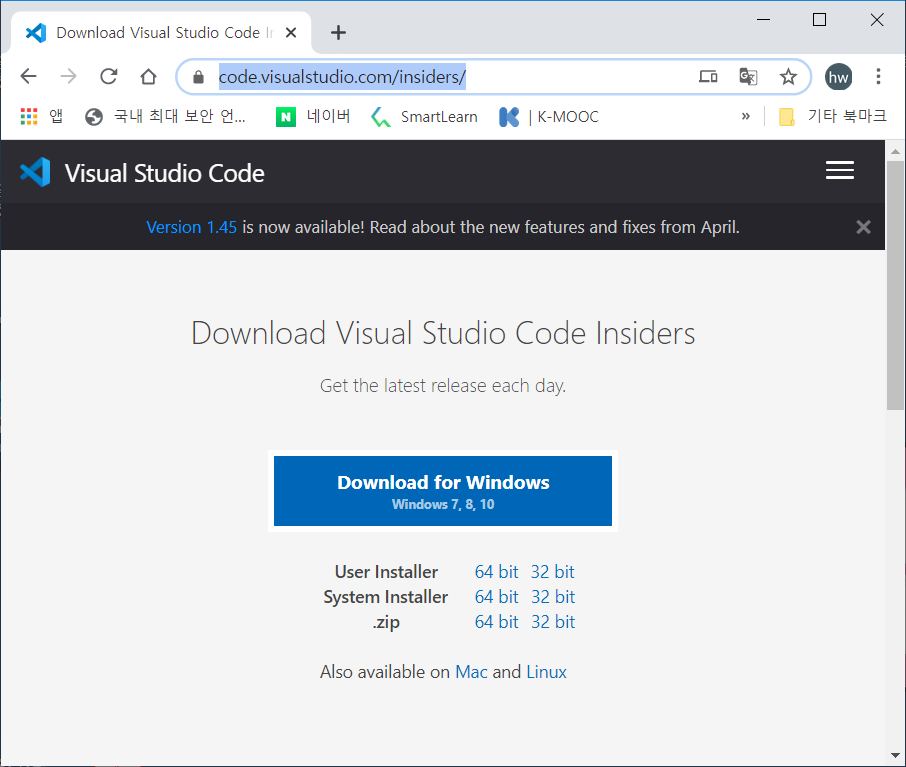 Download Visual Studio Code In
code.visualstudio.com/insiders/
hw
앱 국내 최대 보안 언... N 네이버 SmartLearn | K-MOOC » 기타 북마크
Visual Studio Code
Version 1.45 is now available! Read about the new features and fixes from April.
Download Visual Studio Code Insiders
Get the latest release each day.
Download for Windows
Windows 7, 8, 10
User Installer 64 bit 32 bit
System Installer 64 bit 32 bit
.zip 64 bit 32 bit
Also available on Mac and Linux